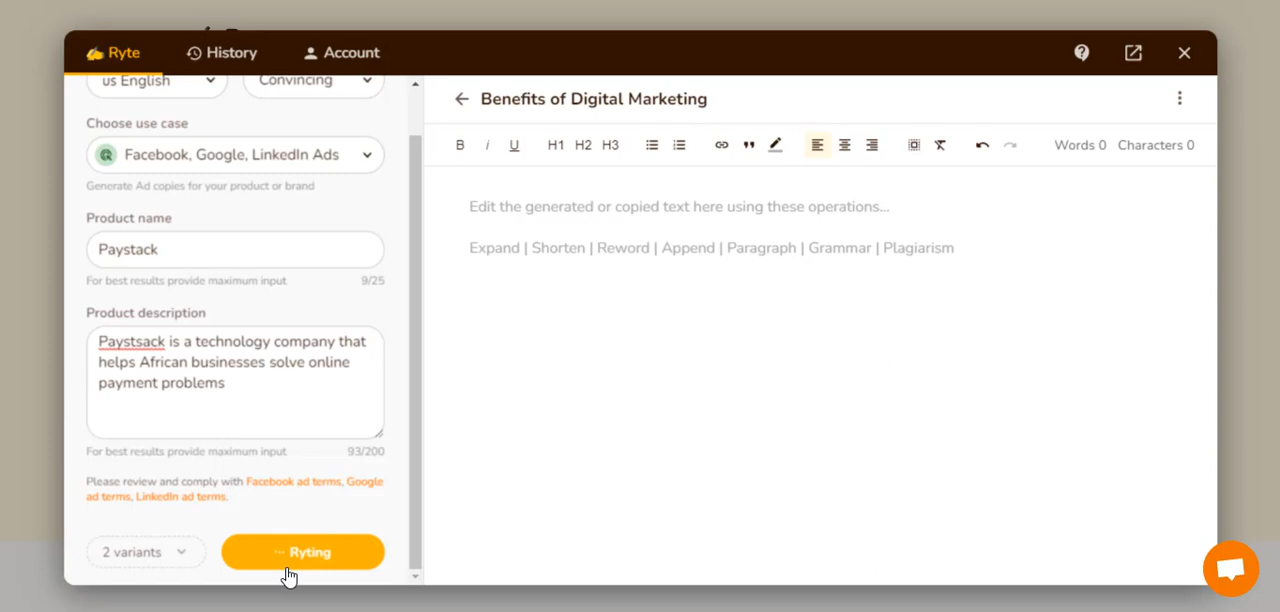 Ryte
History
Account
us English
Convincing
Choose use case
Facebook, Google, LinkedIn Ads
Generate Ad copies for your product or brand
Product name
Paystack
For best results provide maximum input 9/25
Product description
Paystsack is a technology company that
helps African businesses solve online
payment problems
For best results provide maximum input 93/200
Please review and comply with Facebook ad terms, Google
ad terms, LinkedIn ad terms.
2 variants
Ryting
Benefits of Digital Marketing
B i U H1 H2 H3
Words 0 Characters 0
Edit the generated or copied text here using these operations...
Expand | Shorten | Reword | Append | Paragraph | Grammar | Plagiarism